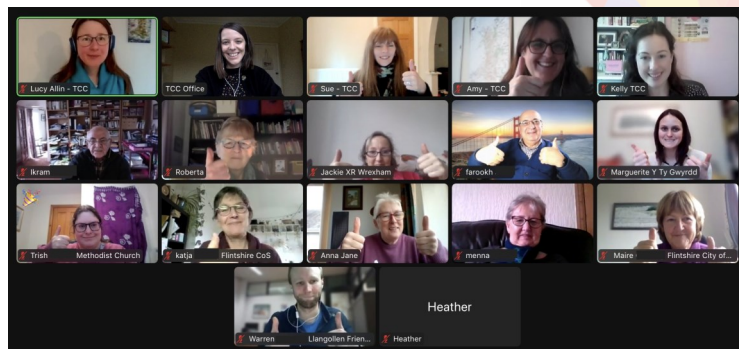 Lucy Allin - TCC
TCC Office
Sue - TCC
Amy - TCC
Kelly TCC
Ikram
Roberta
Jackie XR Wrexham
farookh
Marguerite Y Ty Gwyrdd
Trish Methodist Church
katja Flintshire CoS
Anna Jane
menna
Maire Flintshire City of...
Warren Llangollen Frien...
Heather
Heather